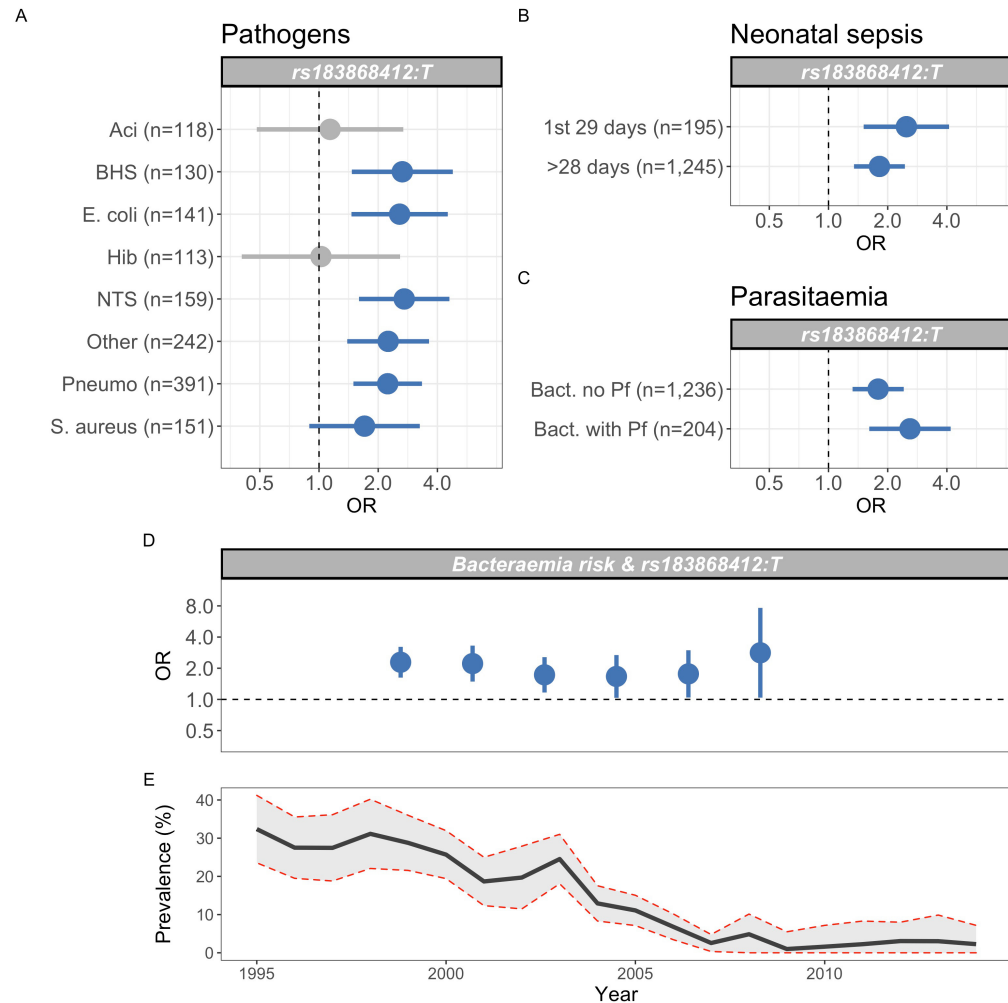 A
Pathogens
rs183868412:T
Aci (n=118)
BHS (n=130)
E. coli (n=141)
Hib (n=113)
NTS (n=159)
Other (n=242)
Pneumo (n=391)
S. aureus (n=151)
0.5 1.0 2.0 4.0
OR
B
Neonatal sepsis
rs183868412:T
1st 29 days (n=195)
>28 days (n=1,245)
0.5 1.0 2.0 4.0
OR
C
Parasitaemia
rs183868412:T
Bact. no Pf (n=1,236)
Bact. with Pf (n=204)
0.5 1.0 2.0 4.0
OR
D
Bacteraemia risk & rs183868412:T
OR
8.0
4.0
2.0
1.0
0.5
E
Prevalence (%)
40
30
20
10
0
1995 2000 2005 2010
Year